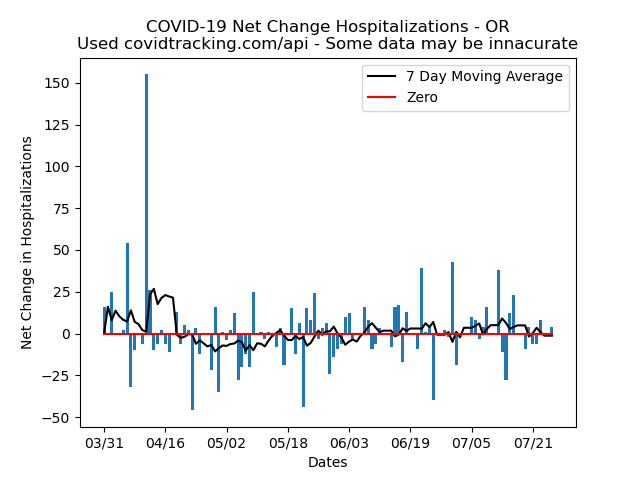 COVID-19 Net Change Hospitalizations - OR
Used covidtracking.com/api - Some data may be innacurate
7 Day Moving Average
Zero
Net Change in Hospitalizations
150
125
100
75
50
25
0
−25
−50
03/31 04/16 05/02 05/18 06/03 06/19 07/05 07/21
Dates